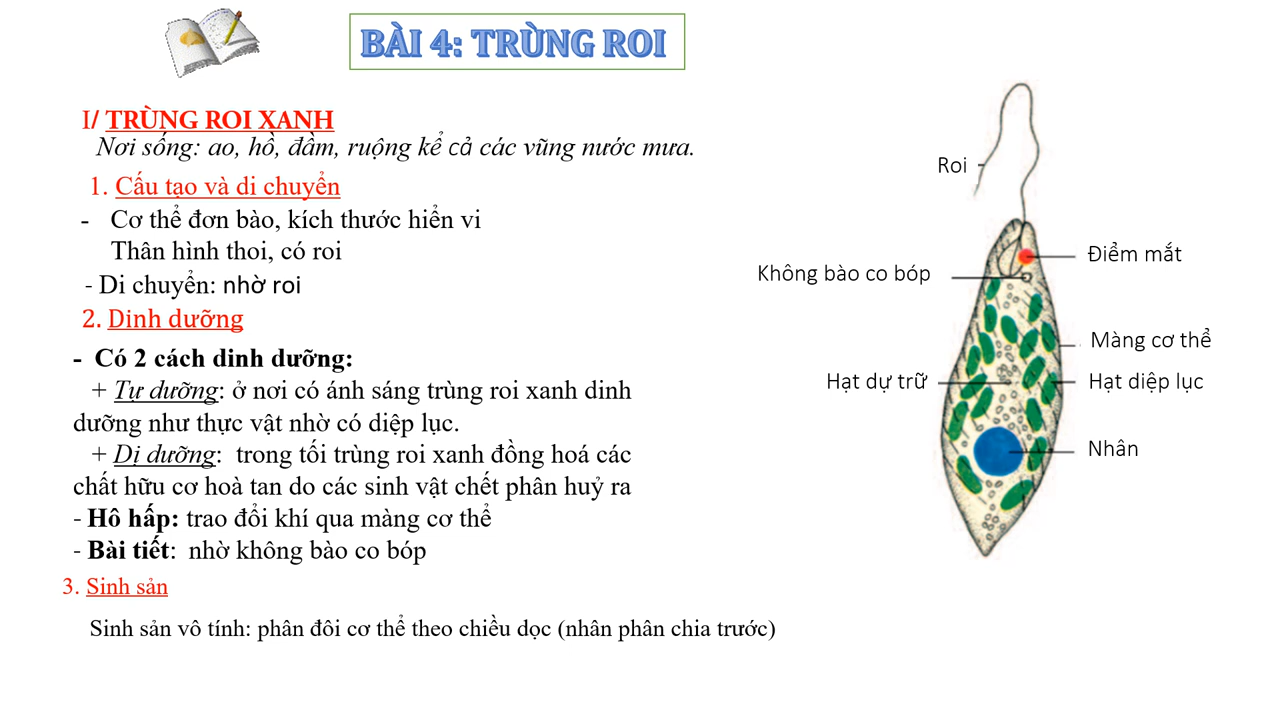 BÀI 4: TRÙNG ROI
I/ TRÙNG ROI XANH
Nơi sống: ao, hồ, đầm, ruộng kể cả các vũng nước mưa.
1. Cấu tạo và di chuyển
- Cơ thể đơn bào, kích thước hiển vi
Thân hình thoi, có roi
- Di chuyển: nhờ roi
2. Dinh dưỡng
- Có 2 cách dinh dưỡng:
+ Tự dưỡng: ở nơi có ánh sáng trùng roi xanh dinh
dưỡng như thực vật nhờ có diệp lục.
+ Dị dưỡng: trong tối trùng roi xanh đồng hoá các
chất hữu cơ hoà tan do các sinh vật chết phân huỷ ra
- Hô hấp: trao đổi khí qua màng cơ thể
- Bài tiết: nhờ không bào co bóp
3. Sinh sản
Sinh sản vô tính: phân đôi cơ thể theo chiều dọc (nhân phân chia trước)
Roi
Điểm mắt
Không bào co bóp
Màng cơ thể
Hạt dự trữ
Hạt diệp lục
Nhân